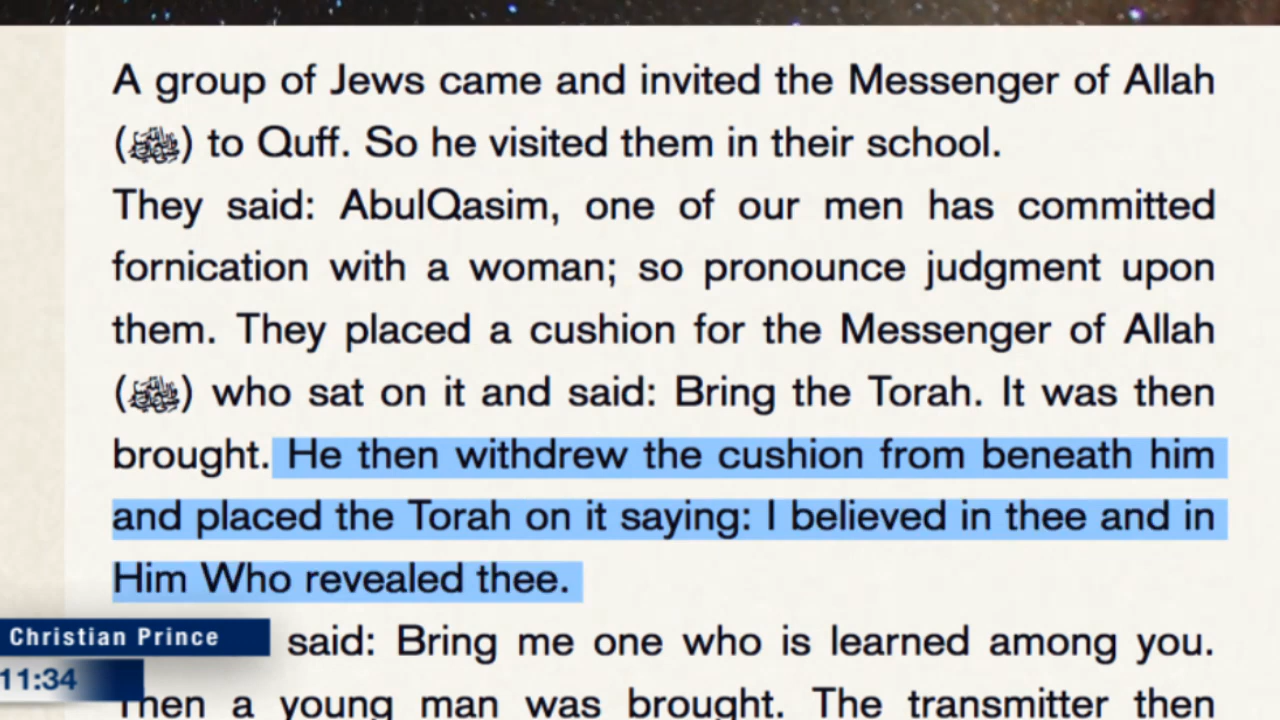 A group of Jews came and invited the Messenger of Allah
(ﷺ) to Quff. So he visited them in their school.
They said: AbulQasim, one of our men has committed
fornication with a woman; so pronounce judgment upon
them. They placed a cushion for the Messenger of Allah
(ﷺ) who sat on it and said: Bring the Torah. It was then
brought. He then withdrew the cushion from beneath him
and placed the Torah on it saying: I believed in thee and in
Him Who revealed thee.
said: Bring me one who is learned among you.
Then a young man was brought. The transmitter then
Christian Prince
11:34